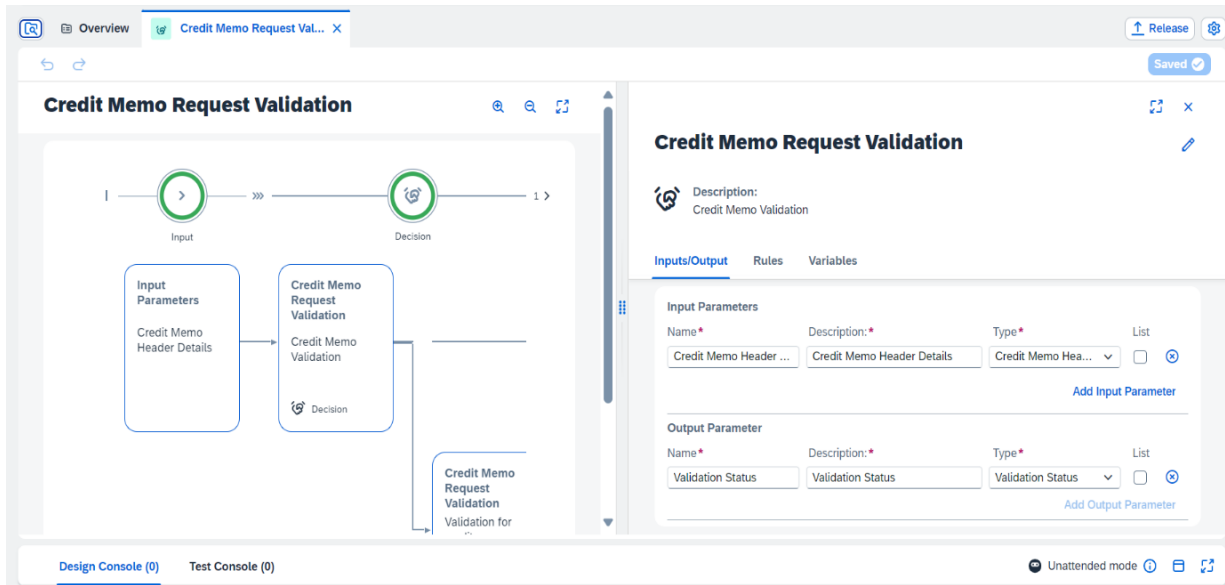 Overview
Credit Memo Request Val...
Release
Saved
Credit Memo Request Validation
1
Input
Decision
Input
Parameters
Credit Memo
Header Details
Credit Memo
Request
Validation
Credit Memo
Validation
Decision
Credit Memo
Request
Validation
Validation for
Credit Memo Request Validation
Description:
Credit Memo Validation
Inputs/Output Rules Variables
Input Parameters
Name* Description:* Type* List
Credit Memo Header ... Credit Memo Header Details Credit Memo Hea...
Add Input Parameter
Output Parameter
Name* Description:* Type* List
Validation Status Validation Status Validation Status
Add Output Parameter
Design Console (0) Test Console (0) Unattended mode